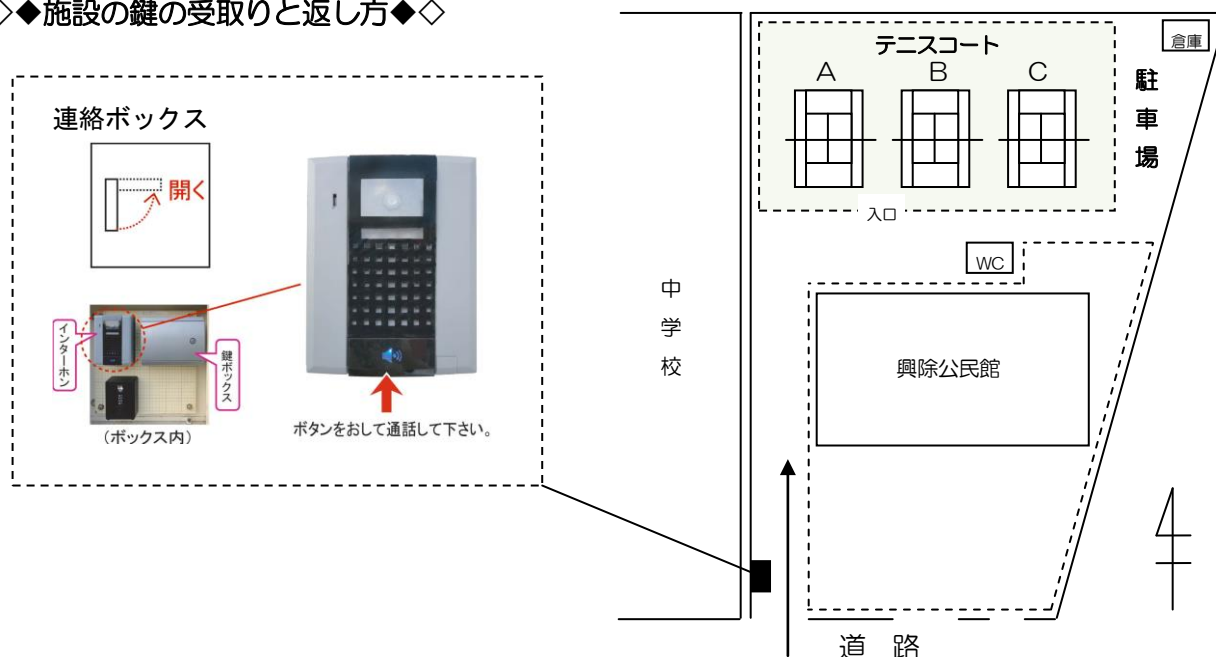 ◇◆施設の鍵の受取りと返し方◆◇
連絡ボックス
開く
インターホン
鍵ボックス
(ボックス内)
ボタンをおして通話して下さい。
テニスコート
A B C
入口
倉庫
駐車場
WC
中学校
興除公民館
道路